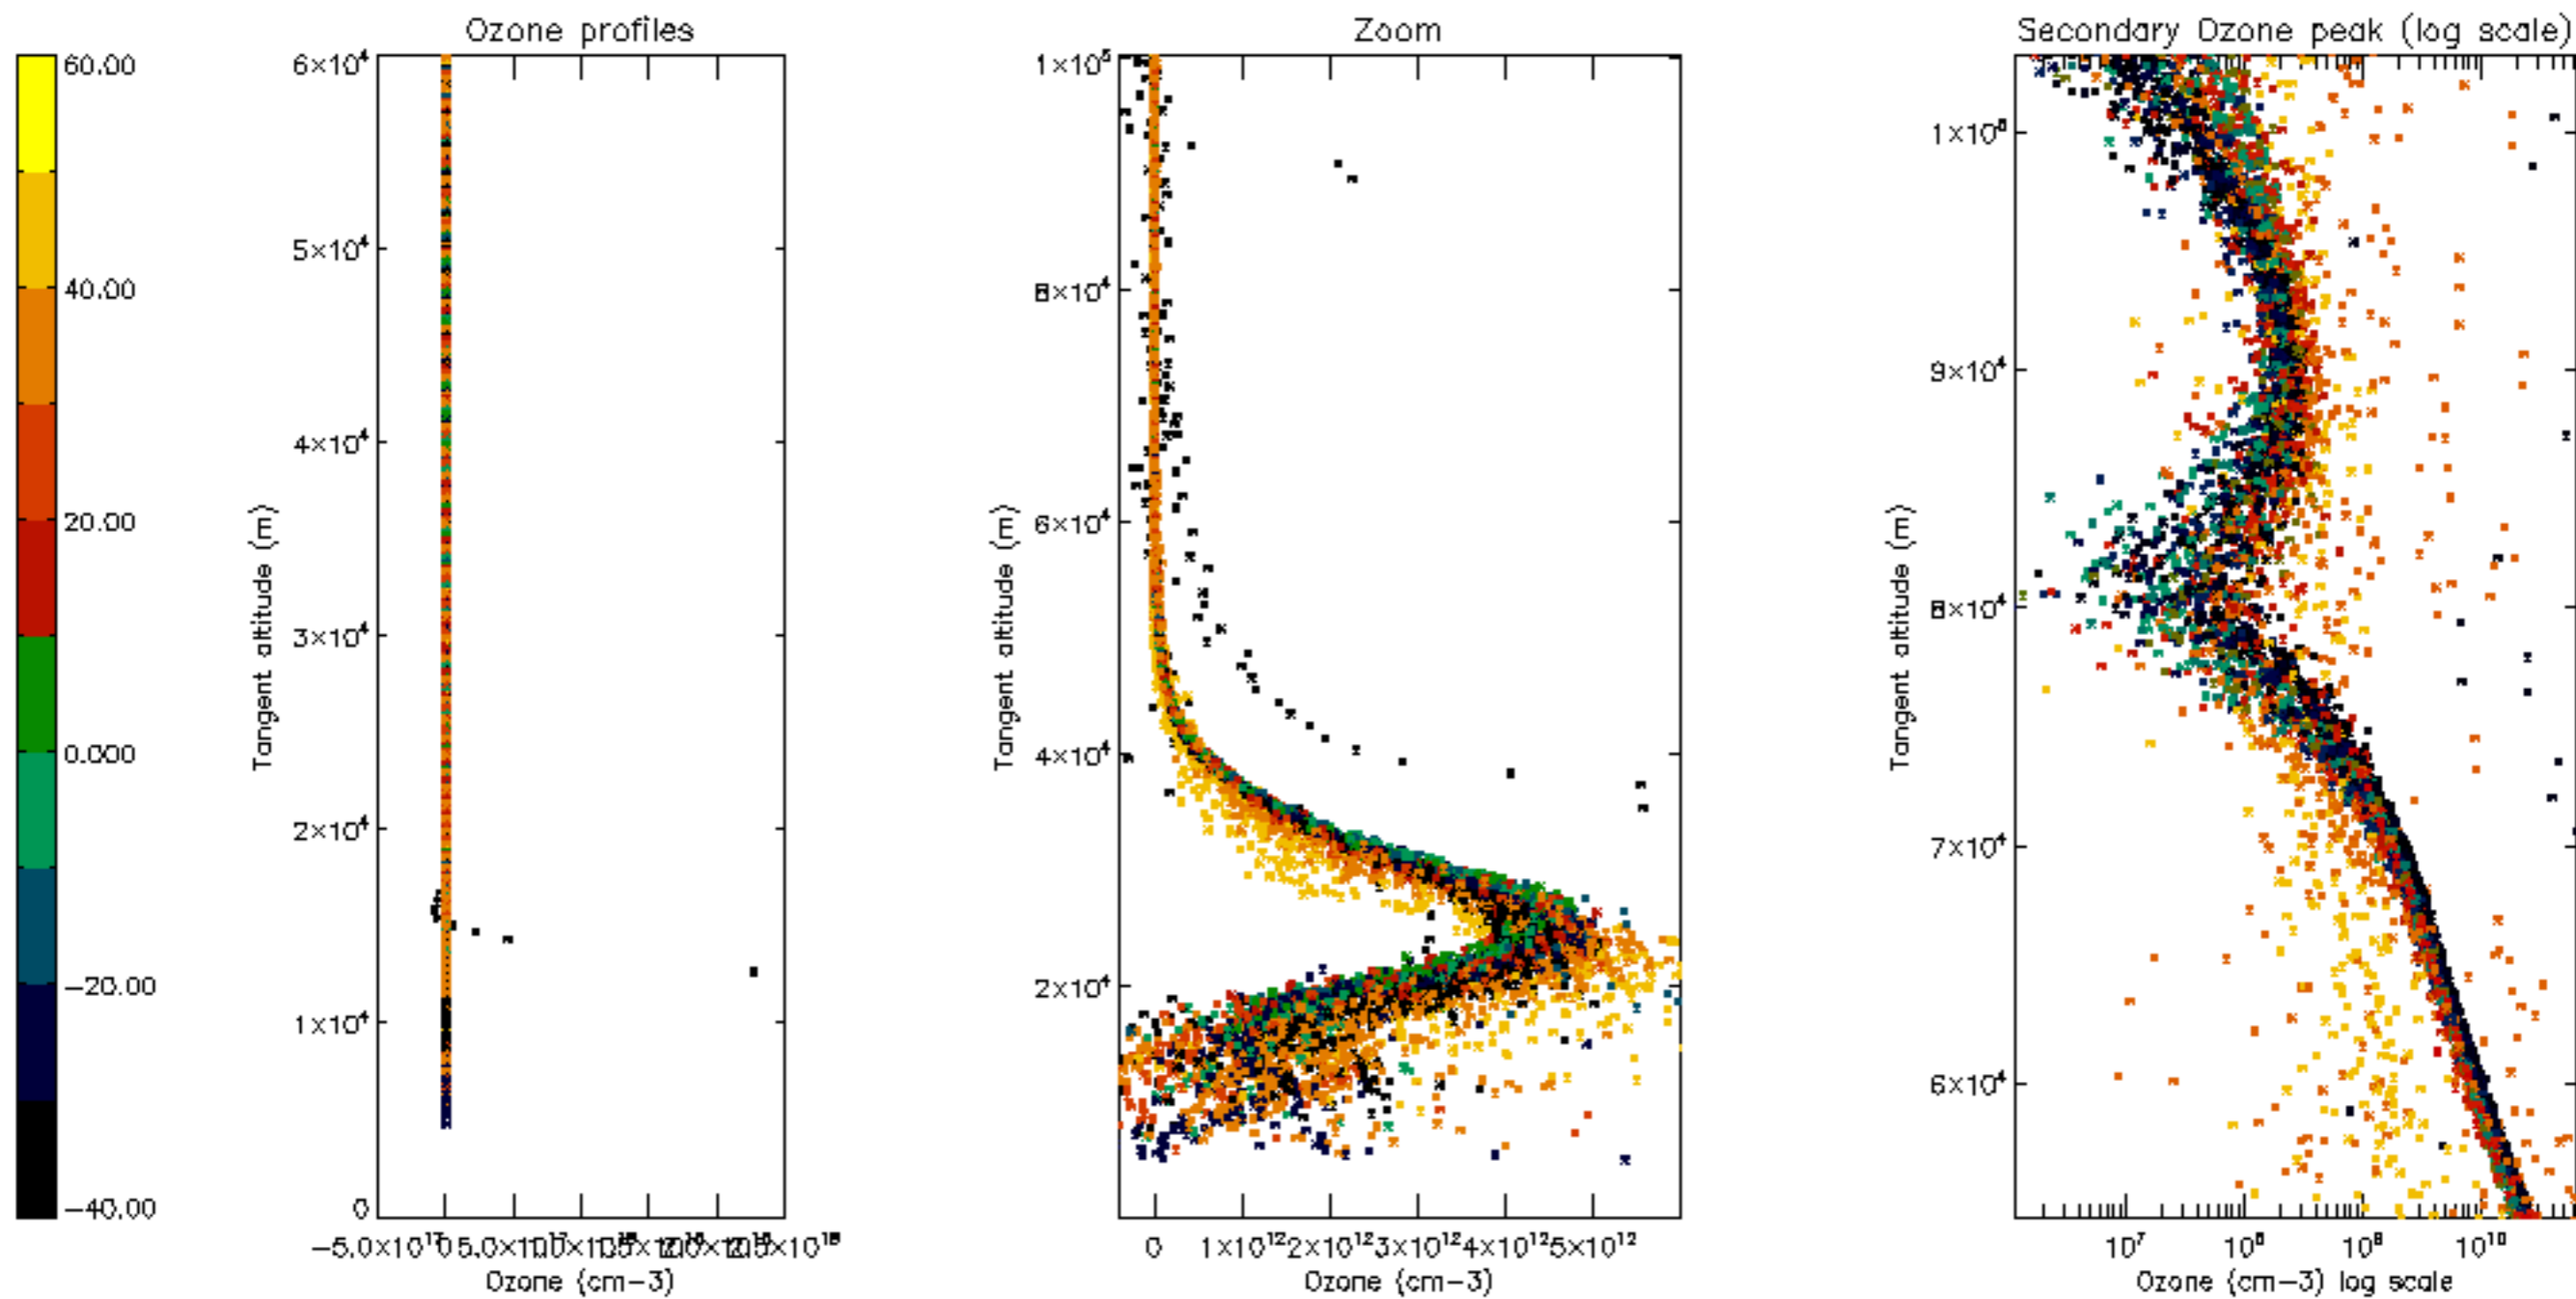 Ozone profiles
Zoom
Secondary Ozone peak (log scale)
60.00
40.00
20.00
0.000
−20.00
−40.00
6×10⁴
5×10⁴
4×10⁴
3×10⁴
2×10⁴
1×10⁴
0
Tangent altitude (m)
Ozone (cm−3)
1×10⁵
8×10⁴
6×10⁴
4×10⁴
2×10⁴
Tangent altitude (m)
0 1×10¹² 2×10¹² 3×10¹² 4×10¹² 5×10¹²
Ozone (cm−3)
1×10⁵
9×10⁴
8×10⁴
7×10⁴
6×10⁴
Tangent altitude (m)
10⁷ 10⁸ 10⁹ 10¹⁰
Ozone (cm−3) log scale